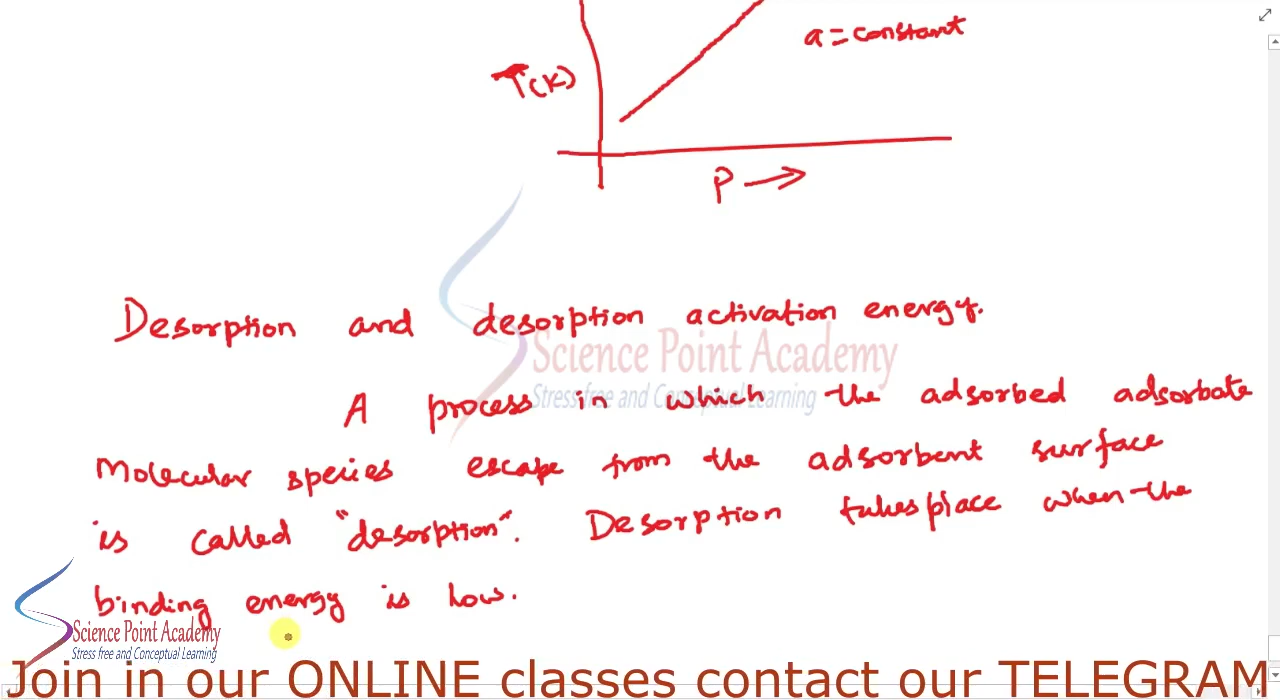 a = constant
T(K)
P
Desorption and desorption activation energy.
Science Point Academy
Stress free and Conceptual Learning
A process in which the adsorbed adsorbate
molecular species escape from the adsorbent surface
is called "desorption". Desorption takes place when the
binding energy is low.
Science Point Academy
Stress free and Conceptual Learning
Join in our ONLINE classes contact our TELEGRAM